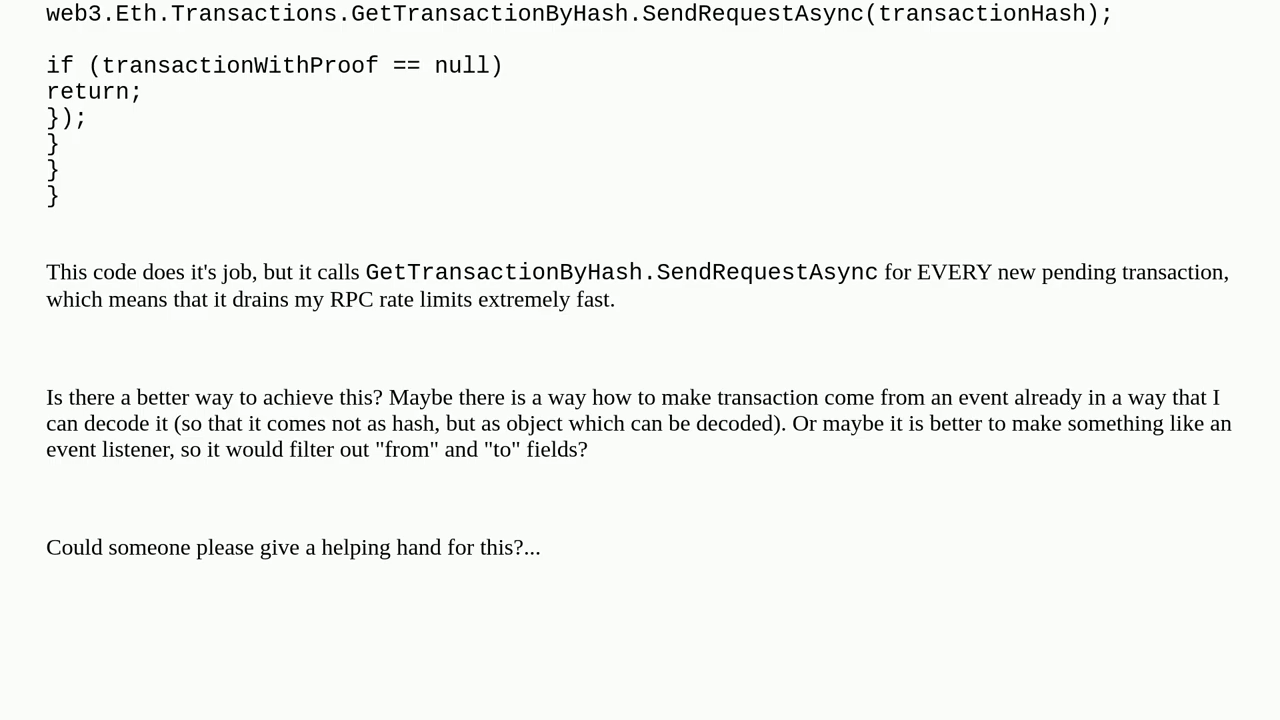 web3.Eth.Transactions.GetTransactionByHash.SendRequestAsync(transactionHash);
if (transactionWithProof == null)
return;
});
}
}
}
This code does it's job, but it calls GetTransactionByHash.SendRequestAsync for EVERY new pending transaction,
which means that it drains my RPC rate limits extremely fast.
Is there a better way to achieve this? Maybe there is a way how to make transaction come from an event already in a way that I
can decode it (so that it comes not as hash, but as object which can be decoded). Or maybe it is better to make something like an
event listener, so it would filter out "from" and "to" fields?
Could someone please give a helping hand for this?...